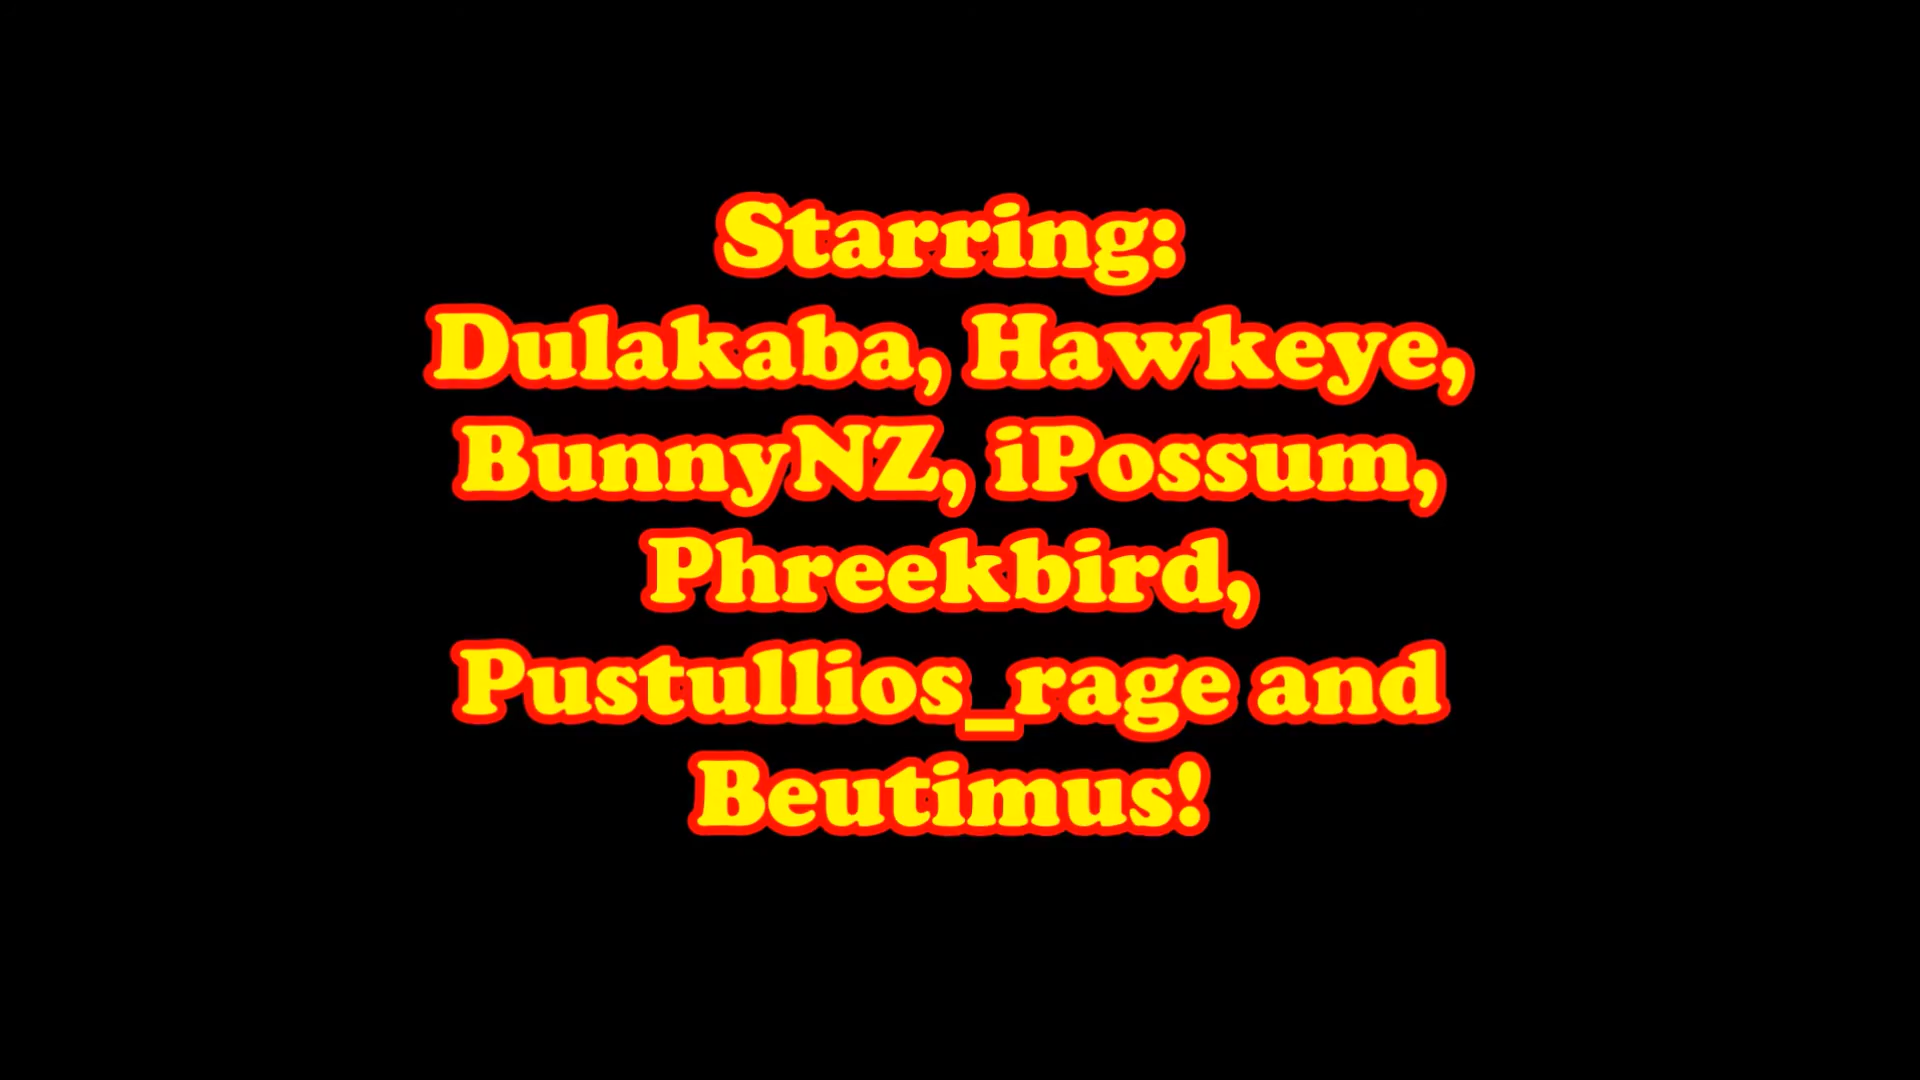 Starring:
Dulakaba, Hawkeye,
BunnyNZ, iPossum,
Phreekbird,
Pustullios_rage and
Beutimus!